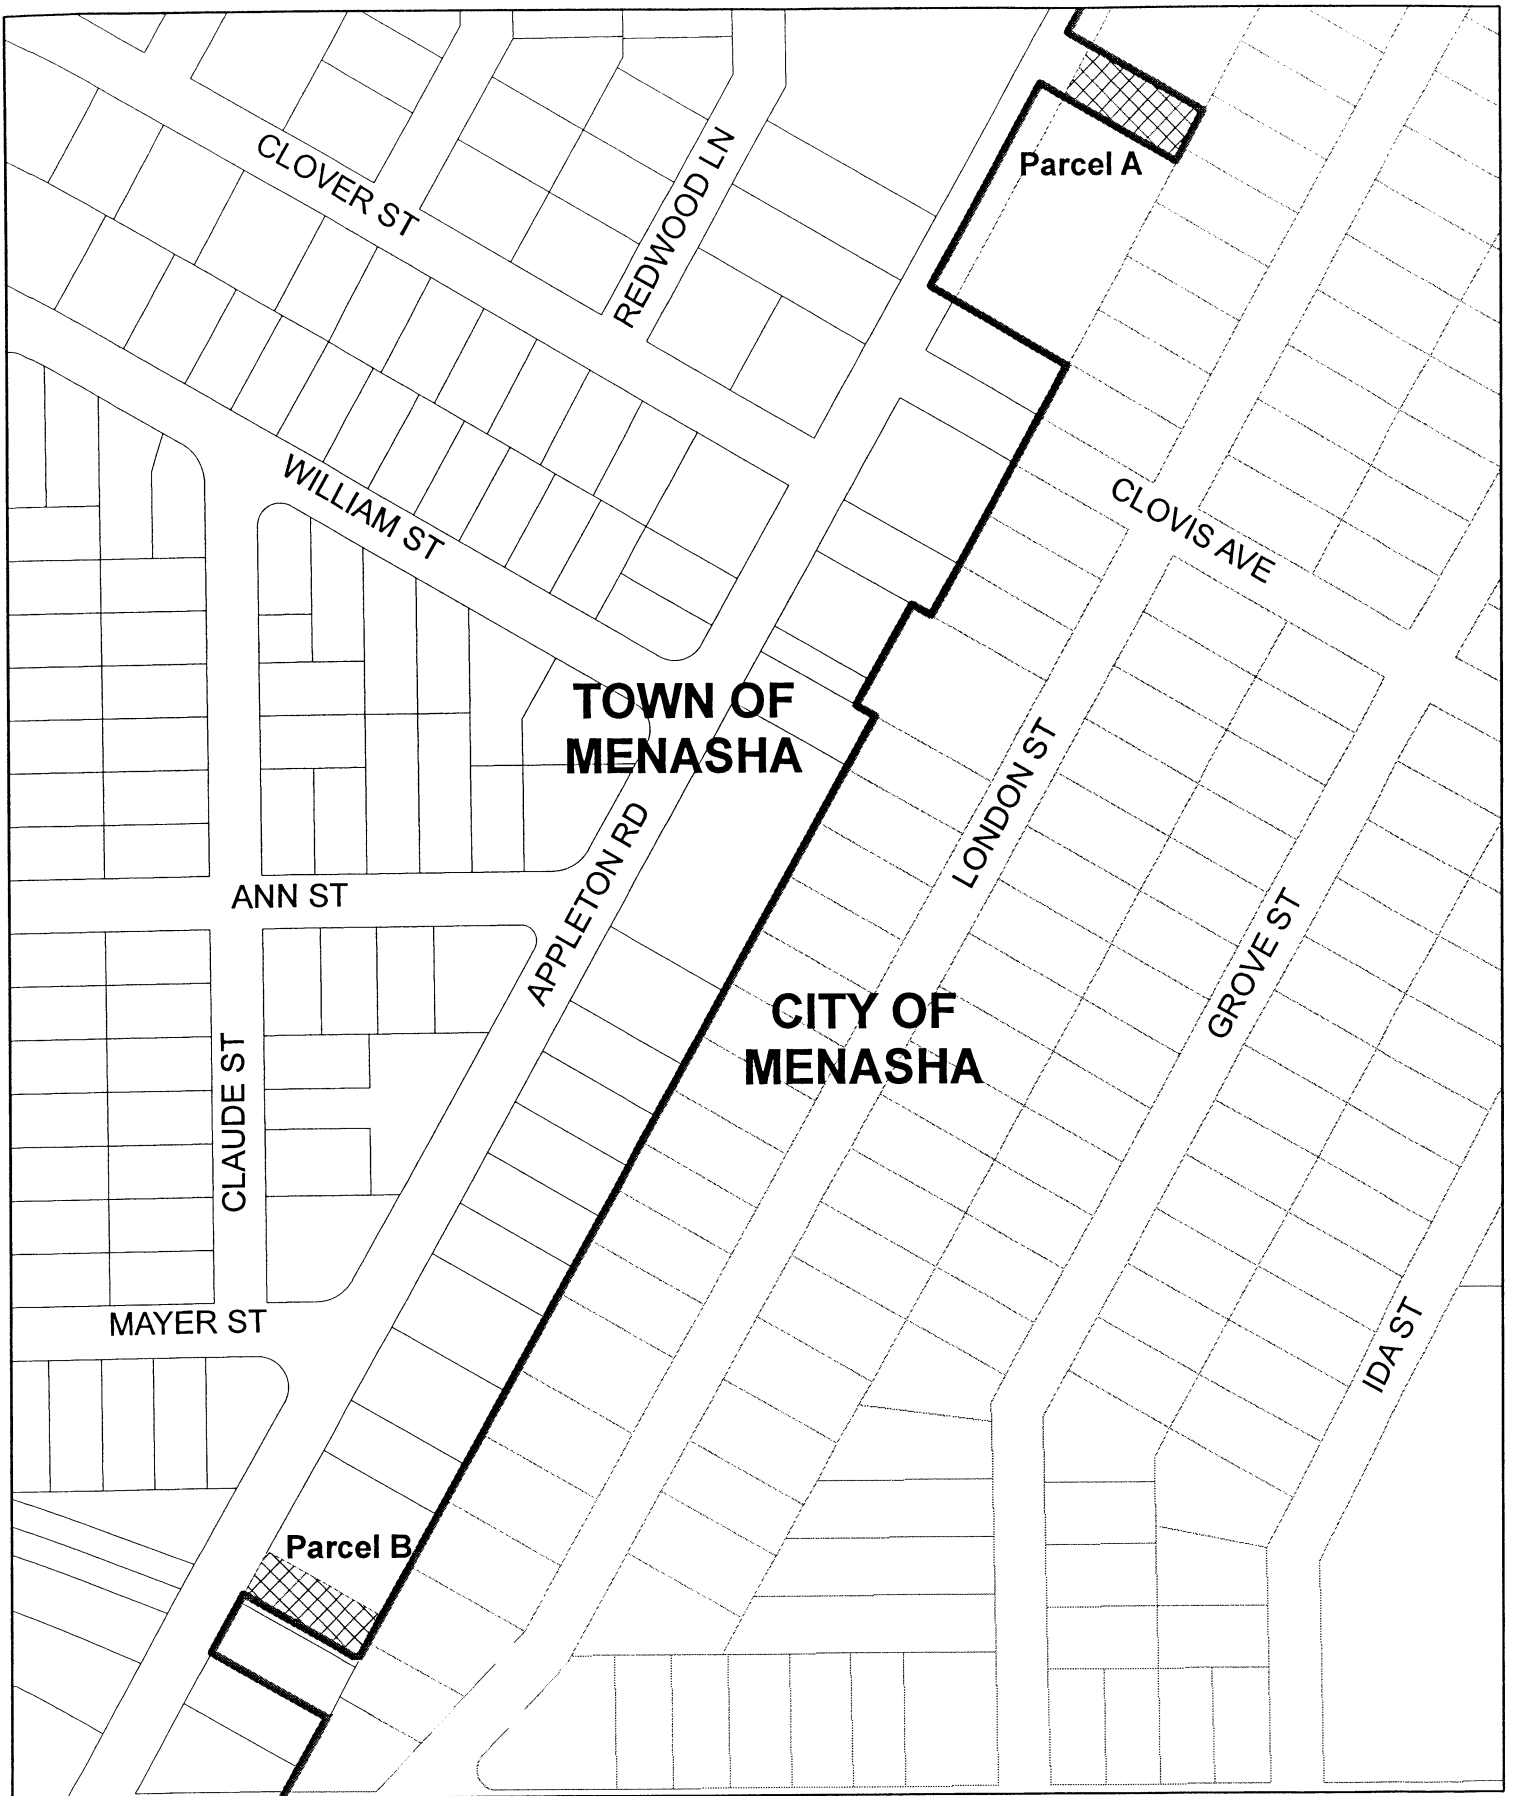 CLOVER ST
REDWOOD LN
Parcel A
WILLIAM ST
CLOVIS AVE
TOWN OF
MENASHA
LONDON ST
APPLETON RD
ANN ST
GROVE ST
CITY OF
MENASHA
CLAUDE ST
MAYER ST
IDA ST
Parcel B